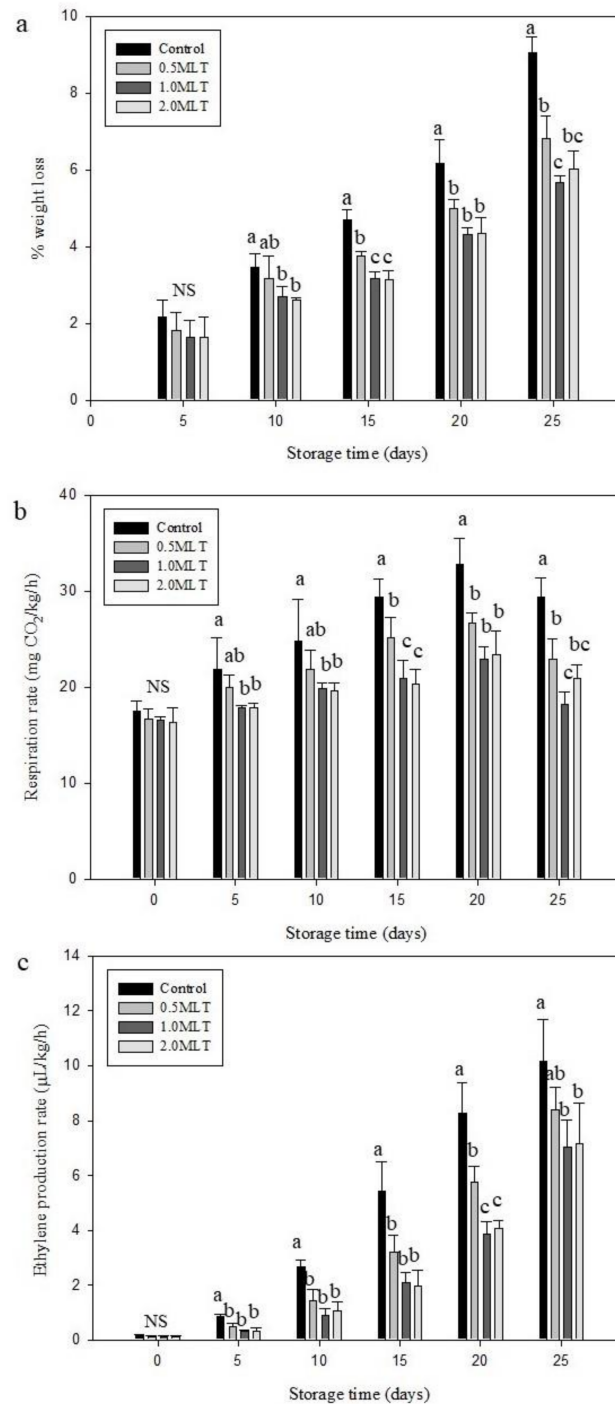 a
10
8
6
4
2
0
% weight loss
Control
0.5MLT
1.0MLT
2.0MLT
NS
a ab b b
a b c c
a b b b
a b c bc
0 5 10 15 20 25
Storage time (days)
b
40
30
20
10
0
Respiration rate (mg CO2/kg/h)
Control
0.5MLT
1.0MLT
2.0MLT
NS
a ab b b
a ab b b
a b c c
a b b b
a b c bc
0 5 10 15 20 25
Storage time (days)
c
14
12
10
8
6
4
2
0
Ethylene production rate (µL/kg/h)
Control
0.5MLT
1.0MLT
2.0MLT
NS
a b b b
a b b b
a b b b
a b c c
a ab b b
0 5 10 15 20 25
Storage time (days)